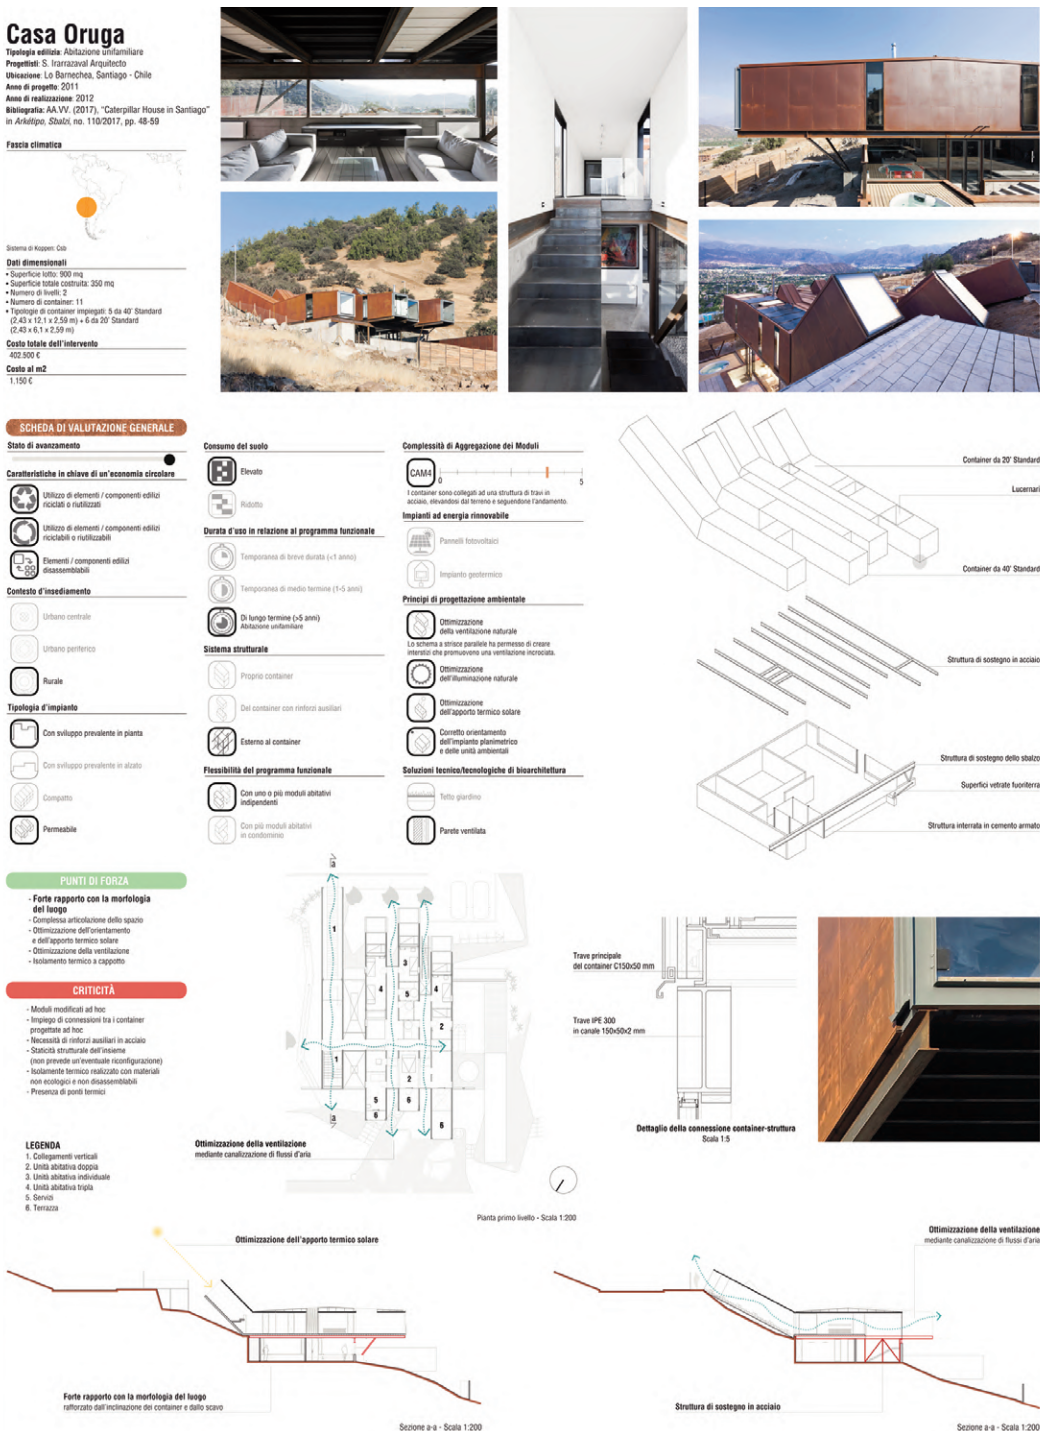 Casa Oruga
Tipologia edilizia: Abitazione unifamiliare
Progettisti: S. Irarrazaval Arquitecto
Ubicazione: Lo Barnechea, Santiago - Chile
Anno di progetto: 2011
Anno di realizzazione: 2012
Bibliografia: AA.VV. (2017), "Caterpillar House in Santiago"
in Arkétipo, Sbalzi, no. 110/2017, pp. 48-59
Fascia climatica
Sistema di Koppen: Csb
Dati dimensionali
• Superficie lotto: 900 mq
• Superficie totale costruita: 350 mq
• Numero di livelli: 2
• Numero di container: 11
• Tipologie di container impiegati: 5 da 40' Standard
(2,43 x 12,1 x 2,59 m) + 6 da 20' Standard
(2,43 x 6,1 x 2,59 m)
Costo totale dell'intervento
402.500 €
Costo al m2
1.150 €
SCHEDA DI VALUTAZIONE GENERALE
Stato di avanzamento
Caratteristiche in chiave di un'economia circolare
Utilizzo di elementi / componenti edilizi
riciclati o riutilizzati
Utilizzo di elementi / componenti edilizi
riciclabili o riutilizzabili
Elementi / componenti edilizi
disassemblabili
Contesto d'insediamento
Urbano centrale
Urbano periferico
Rurale
Tipologia d'impianto
Con sviluppo prevalente in pianta
Con sviluppo prevalente in alzato
Compatto
Permeabile
Consumo del suolo
Elevato
Ridotto
Durata d'uso in relazione al programma funzionale
Temporanea di breve durata (<1 anno)
Temporanea di medio termine (1-5 anni)
Di lungo termine (>5 anni)
Abitazione unifamiliare
Sistema strutturale
Proprio container
Del container con rinforzi ausiliari
Esterno al container
Flessibilità del programma funzionale
Con uno o più moduli abitativi
indipendenti
Con più moduli abitativi
in condominio
Complessità di Aggregazione dei Moduli
CAM4
0
5
I container sono collegati ad una struttura di travi in
acciaio, elevandosi dal terreno e seguendone l'andamento.
Impianti ad energia rinnovabile
Pannelli fotovoltaici
Impianto geotermico
Principi di progettazione ambientale
Ottimizzazione
della ventilazione naturale
Lo schema a strisce parallele ha permesso di creare
interstizi che promuovono una ventilazione incrociata.
Ottimizzazione
dell'illuminazione naturale
Ottimizzazione
dell'apporto termico solare
Corretto orientamento
dell'impianto planimetrico
e delle unità ambientali
Soluzioni tecnico/tecnologiche di bioarchitettura
Tetto giardino
Parete ventilata
Container da 20' Standard
Lucernari
Container da 40' Standard
Struttura di sostegno in acciaio
Struttura di sostegno dello sbalzo
Superfici vetrate fuoriterra
Struttura interrata in cemento armato
PUNTI DI FORZA
- Forte rapporto con la morfologia
del luogo
- Complessa articolazione dello spazio
- Ottimizzazione dell'orientamento
e dell'apporto termico solare
- Ottimizzazione della ventilazione
- Isolamento termico a cappotto
CRITICITÀ
- Moduli modificati ad hoc
- Impiego di connessioni tra i container
progettate ad hoc
- Necessità di rinforzi ausiliari in acciaio
- Staticità strutturale dell'insieme
(non prevede un'eventuale riconfigurazione)
- Isolamente termico realizzato con materiali
non ecologici e non disassemblabili
- Presenza di ponti termici
LEGENDA
1. Collegamenti verticali
2. Unità abitativa doppia
3. Unità abitativa individuale
4. Unità abitativa tripla
5. Servizi
6. Terrazza
a
1
3
4
5
4
2
1
2
5
6
6
6
a
Ottimizzazione della ventilazione
mediante canalizzazione di flussi d'aria
Pianta primo livello - Scala 1:200
Trave principale
del container C150x50 mm
Trave IPE 300
in canale 150x50x2 mm
Dettaglio della connessione container-struttura
Scala 1:5
Ottimizzazione dell'apporto termico solare
Forte rapporto con la morfologia del luogo
rafforzato dall'inclinazione dei container e dallo scavo
Sezione a-a - Scala 1:200
Ottimizzazione della ventilazione
mediante canalizzazione di flussi d'aria
Struttura di sostegno in acciaio
Sezione a-a - Scala 1:200